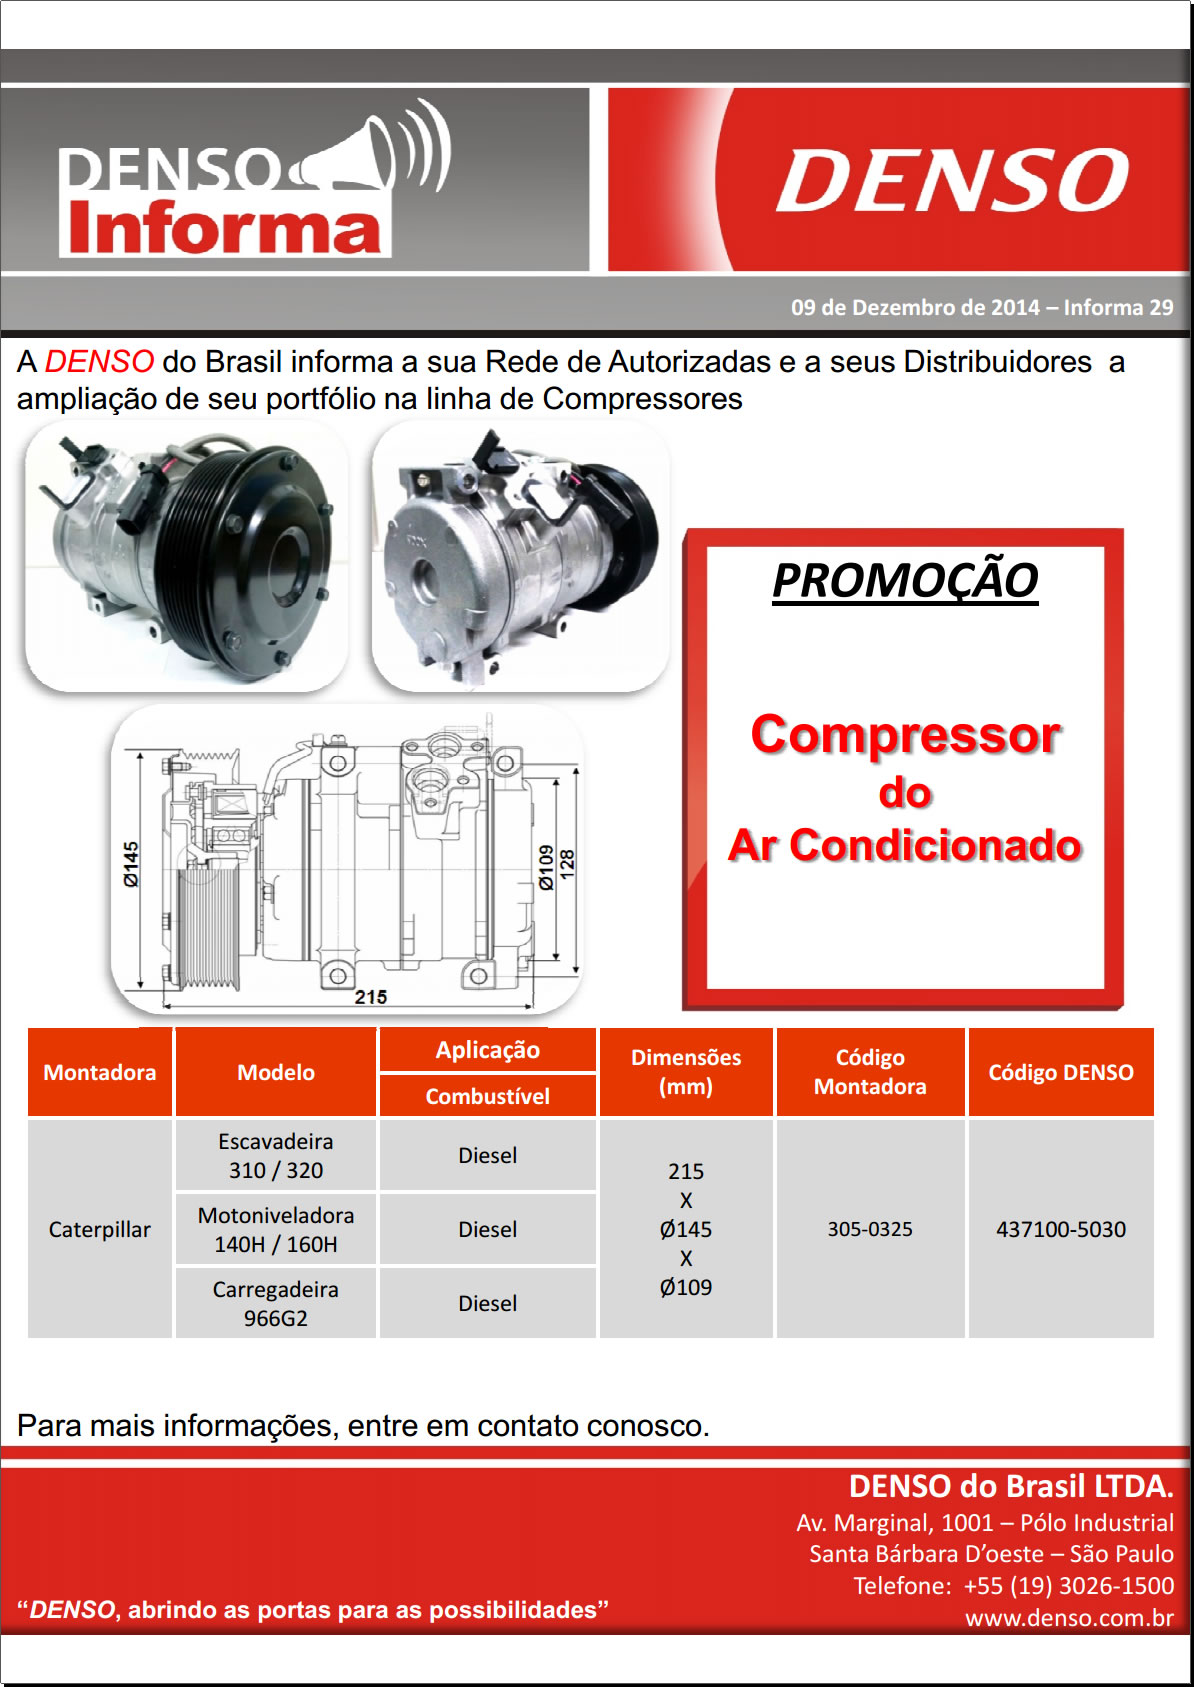 DENSO
Informa
DENSO
09 de Dezembro de 2014 – Informa 29
A DENSO do Brasil informa a sua Rede de Autorizadas e a seus Distribuidores a
ampliação de seu portfólio na linha de Compressores
PROMOÇÃO
Compressor
do
Ar Condicionado
Ø145
Ø109
128
215
Montadora
Modelo
Aplicação
Combustível
Dimensões
(mm)
Código
Montadora
Código DENSO
Caterpillar
Escavadeira
310 / 320
Diesel
Motoniveladora
140H / 160H
Diesel
Carregadeira
966G2
Diesel
215
X
Ø145
X
Ø109
305-0325
437100-5030
Para mais informações, entre em contato conosco.
DENSO do Brasil LTDA.
Av. Marginal, 1001 – Pólo Industrial
Santa Bárbara D’oeste – São Paulo
Telefone: +55 (19) 3026-1500
www.denso.com.br
“DENSO, abrindo as portas para as possibilidades”